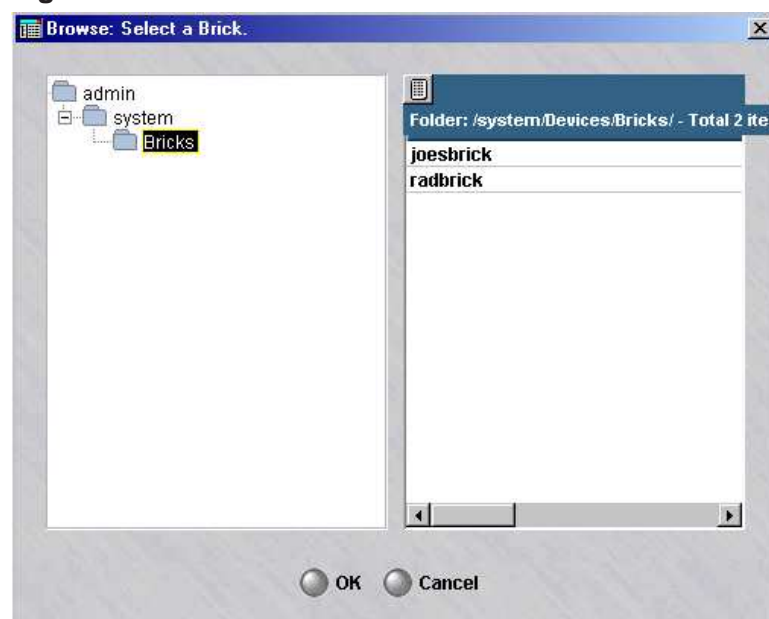 Browse: Select a Brick.
admin
system
Bricks
Folder: /system/Devices/Bricks/ - Total 2 ite
joesbrick
radbrick
OK
Cancel